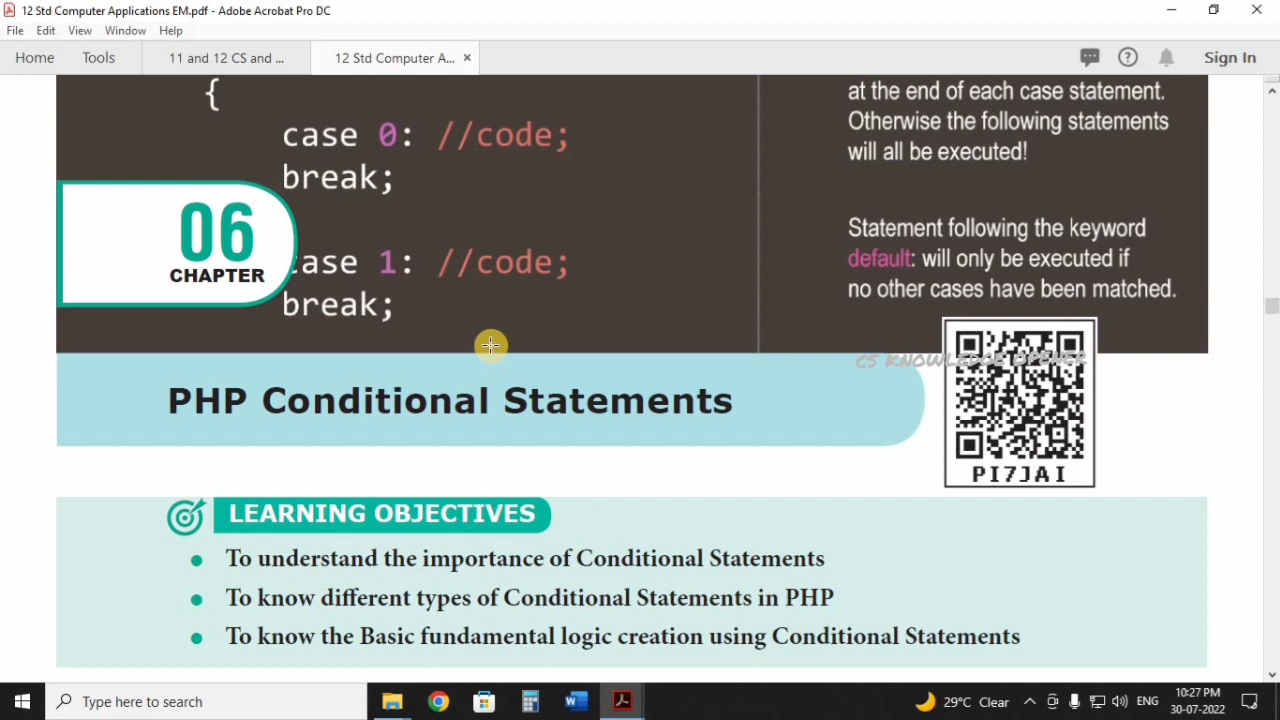 12 Std Computer Applications EM.pdf - Adobe Acrobat Pro DC
File Edit View Window Help
Home Tools 11 and 12 CS and ... 12 Std Computer A... × Sign In
{
case 0: //code;
break;
case 1: //code;
break;
06
CHAPTER
at the end of each case statement.
Otherwise the following statements
will all be executed!
Statement following the keyword
default: will only be executed if
no other cases have been matched.
CS KNOWLEDGE OPENER
PHP Conditional Statements
PI7JAI
LEARNING OBJECTIVES
• To understand the importance of Conditional Statements
• To know different types of Conditional Statements in PHP
• To know the Basic fundamental logic creation using Conditional Statements
Type here to search
29°C Clear
ENG
10:27 PM
30-07-2022